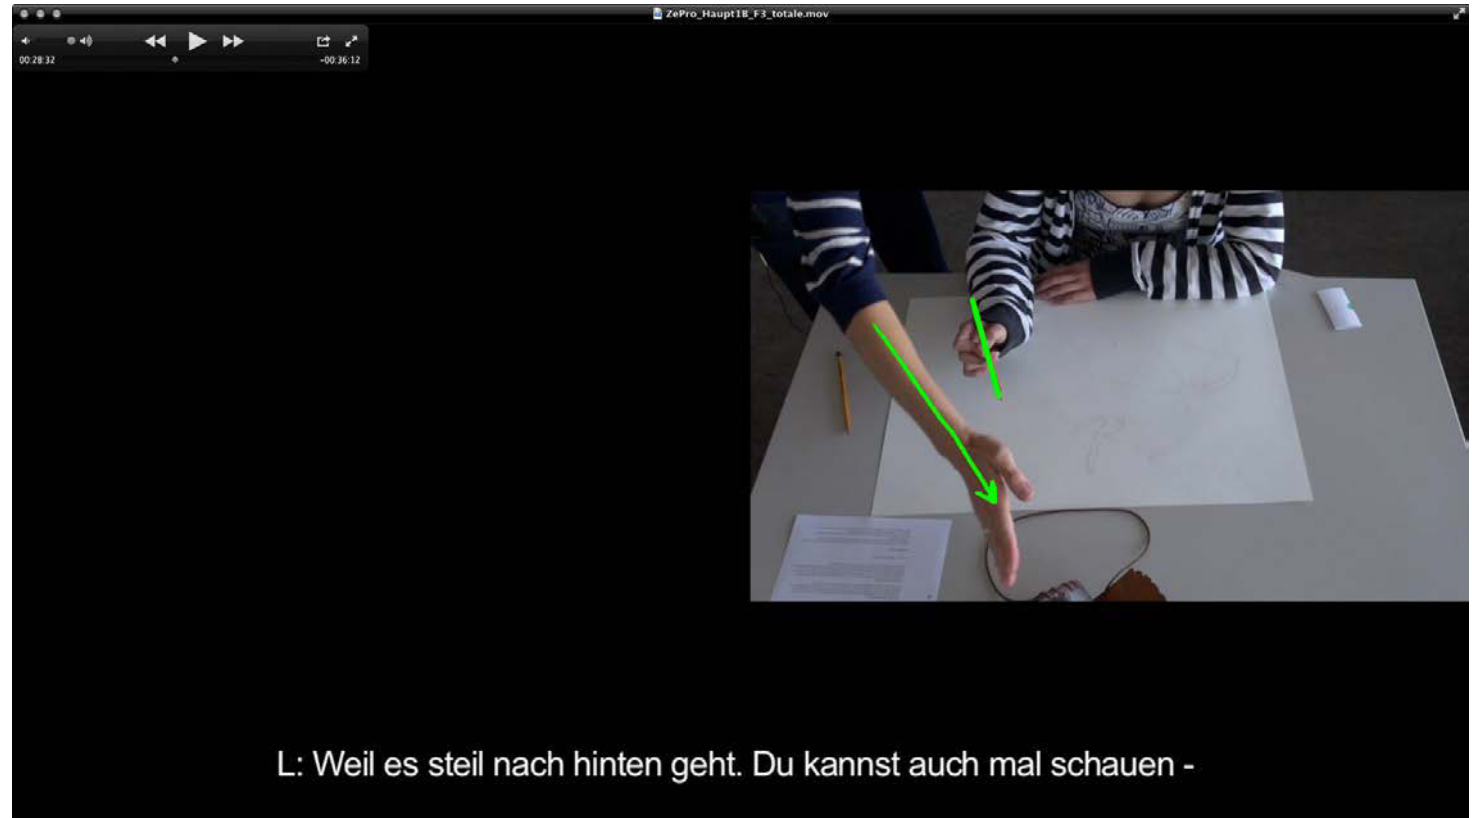 ZePro_Haupt1B_F3_totale.mov
00:28:32
-00:36:12
L: Weil es steil nach hinten geht. Du kannst auch mal schauen -